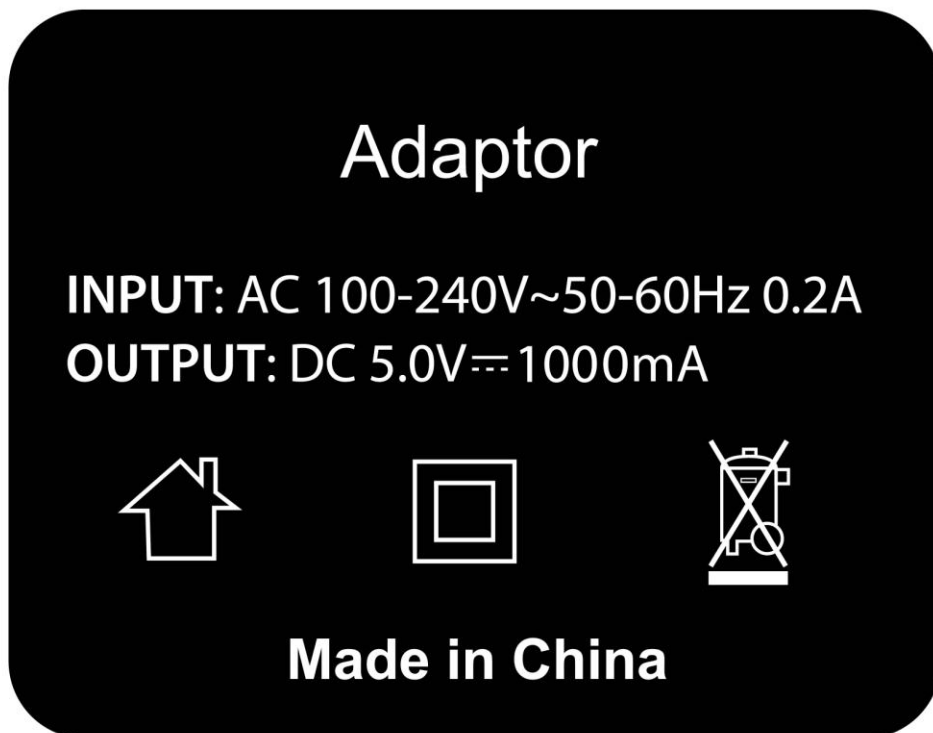 Adaptor
INPUT: AC 100-240V~50-60Hz 0.2A
OUTPUT: DC 5.0V⎓1000mA
Made in China